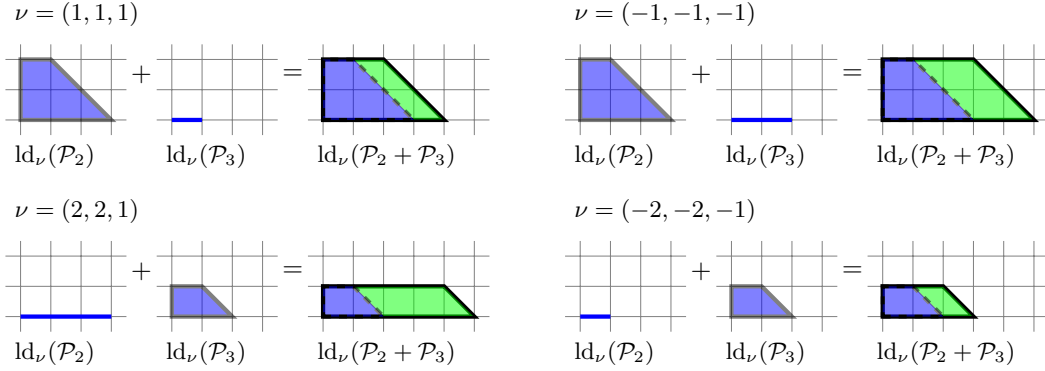 ν = (1, 1, 1)
+ =
ld_ν(𝒫_2) ld_ν(𝒫_3) ld_ν(𝒫_2 + 𝒫_3)
ν = (−1, −1, −1)
+ =
ld_ν(𝒫_2) ld_ν(𝒫_3) ld_ν(𝒫_2 + 𝒫_3)
ν = (2, 2, 1)
+ =
ld_ν(𝒫_2) ld_ν(𝒫_3) ld_ν(𝒫_2 + 𝒫_3)
ν = (−2, −2, −1)
+ =
ld_ν(𝒫_2) ld_ν(𝒫_3) ld_ν(𝒫_2 + 𝒫_3)